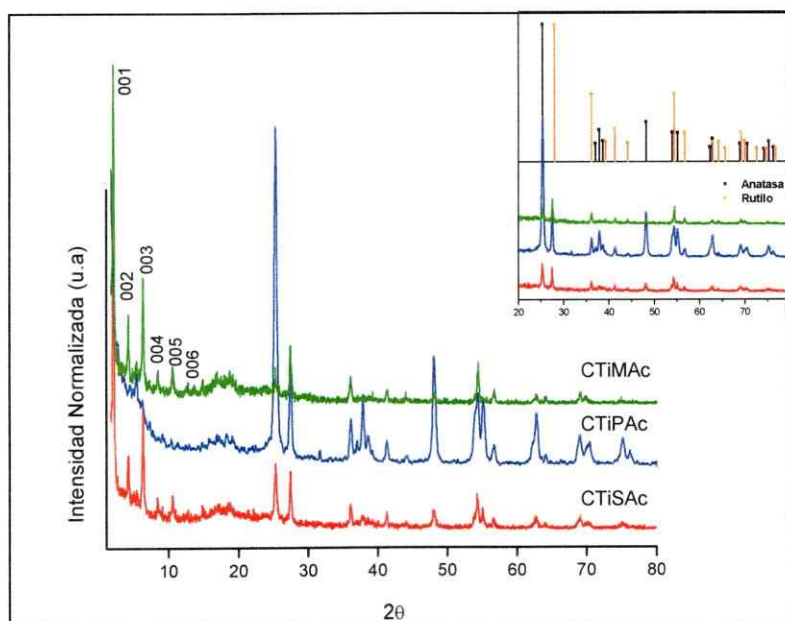 Intensidad Normalizada (u.a)
001
002
003
004
005
006
CTiMAc
CTiPAc
CTiSAc
10 20 30 40 50 60 70 80
2θ
Anatasa
Rutilo
20 30 40 50 60 70